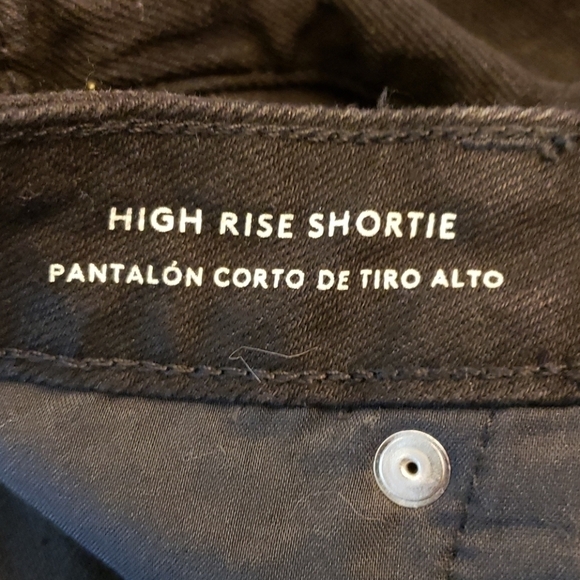 HIGH RISE SHORTIE
PANTALÓN CORTO DE TIRO ALTO